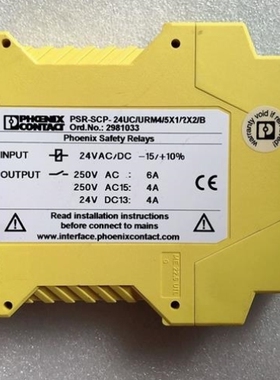 PHOENIX CONTACT
PSR-SCP- 24UC/URM4/5X1/2X2/B
Ord.No.: 2981033
Phoenix Safety Relays
INPUT 24VAC/DC -15/+10%
OUTPUT 250V AC : 6A
250V AC15: 4A
24V DC13: 4A
Read installation instructions
before connect to mains
www.interface.phoenixcontact.com
WARRANTY VOID